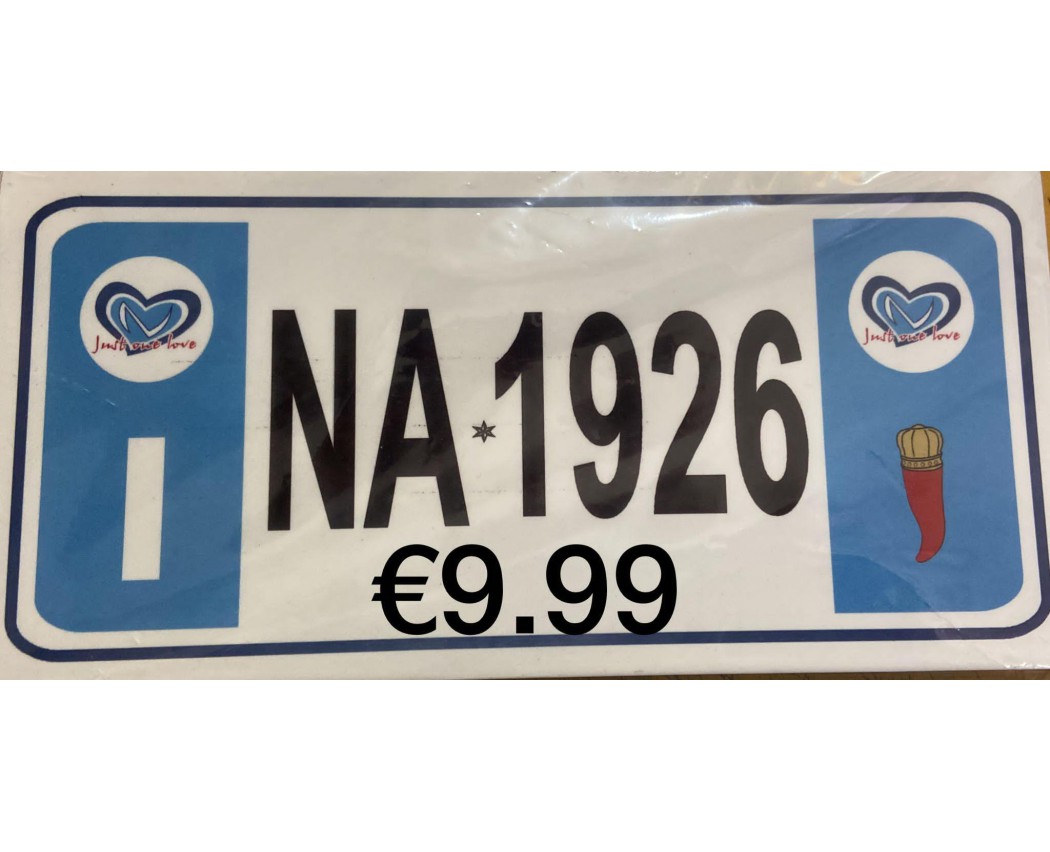 Just one love
Just one love
I
NA*1926
€9.99